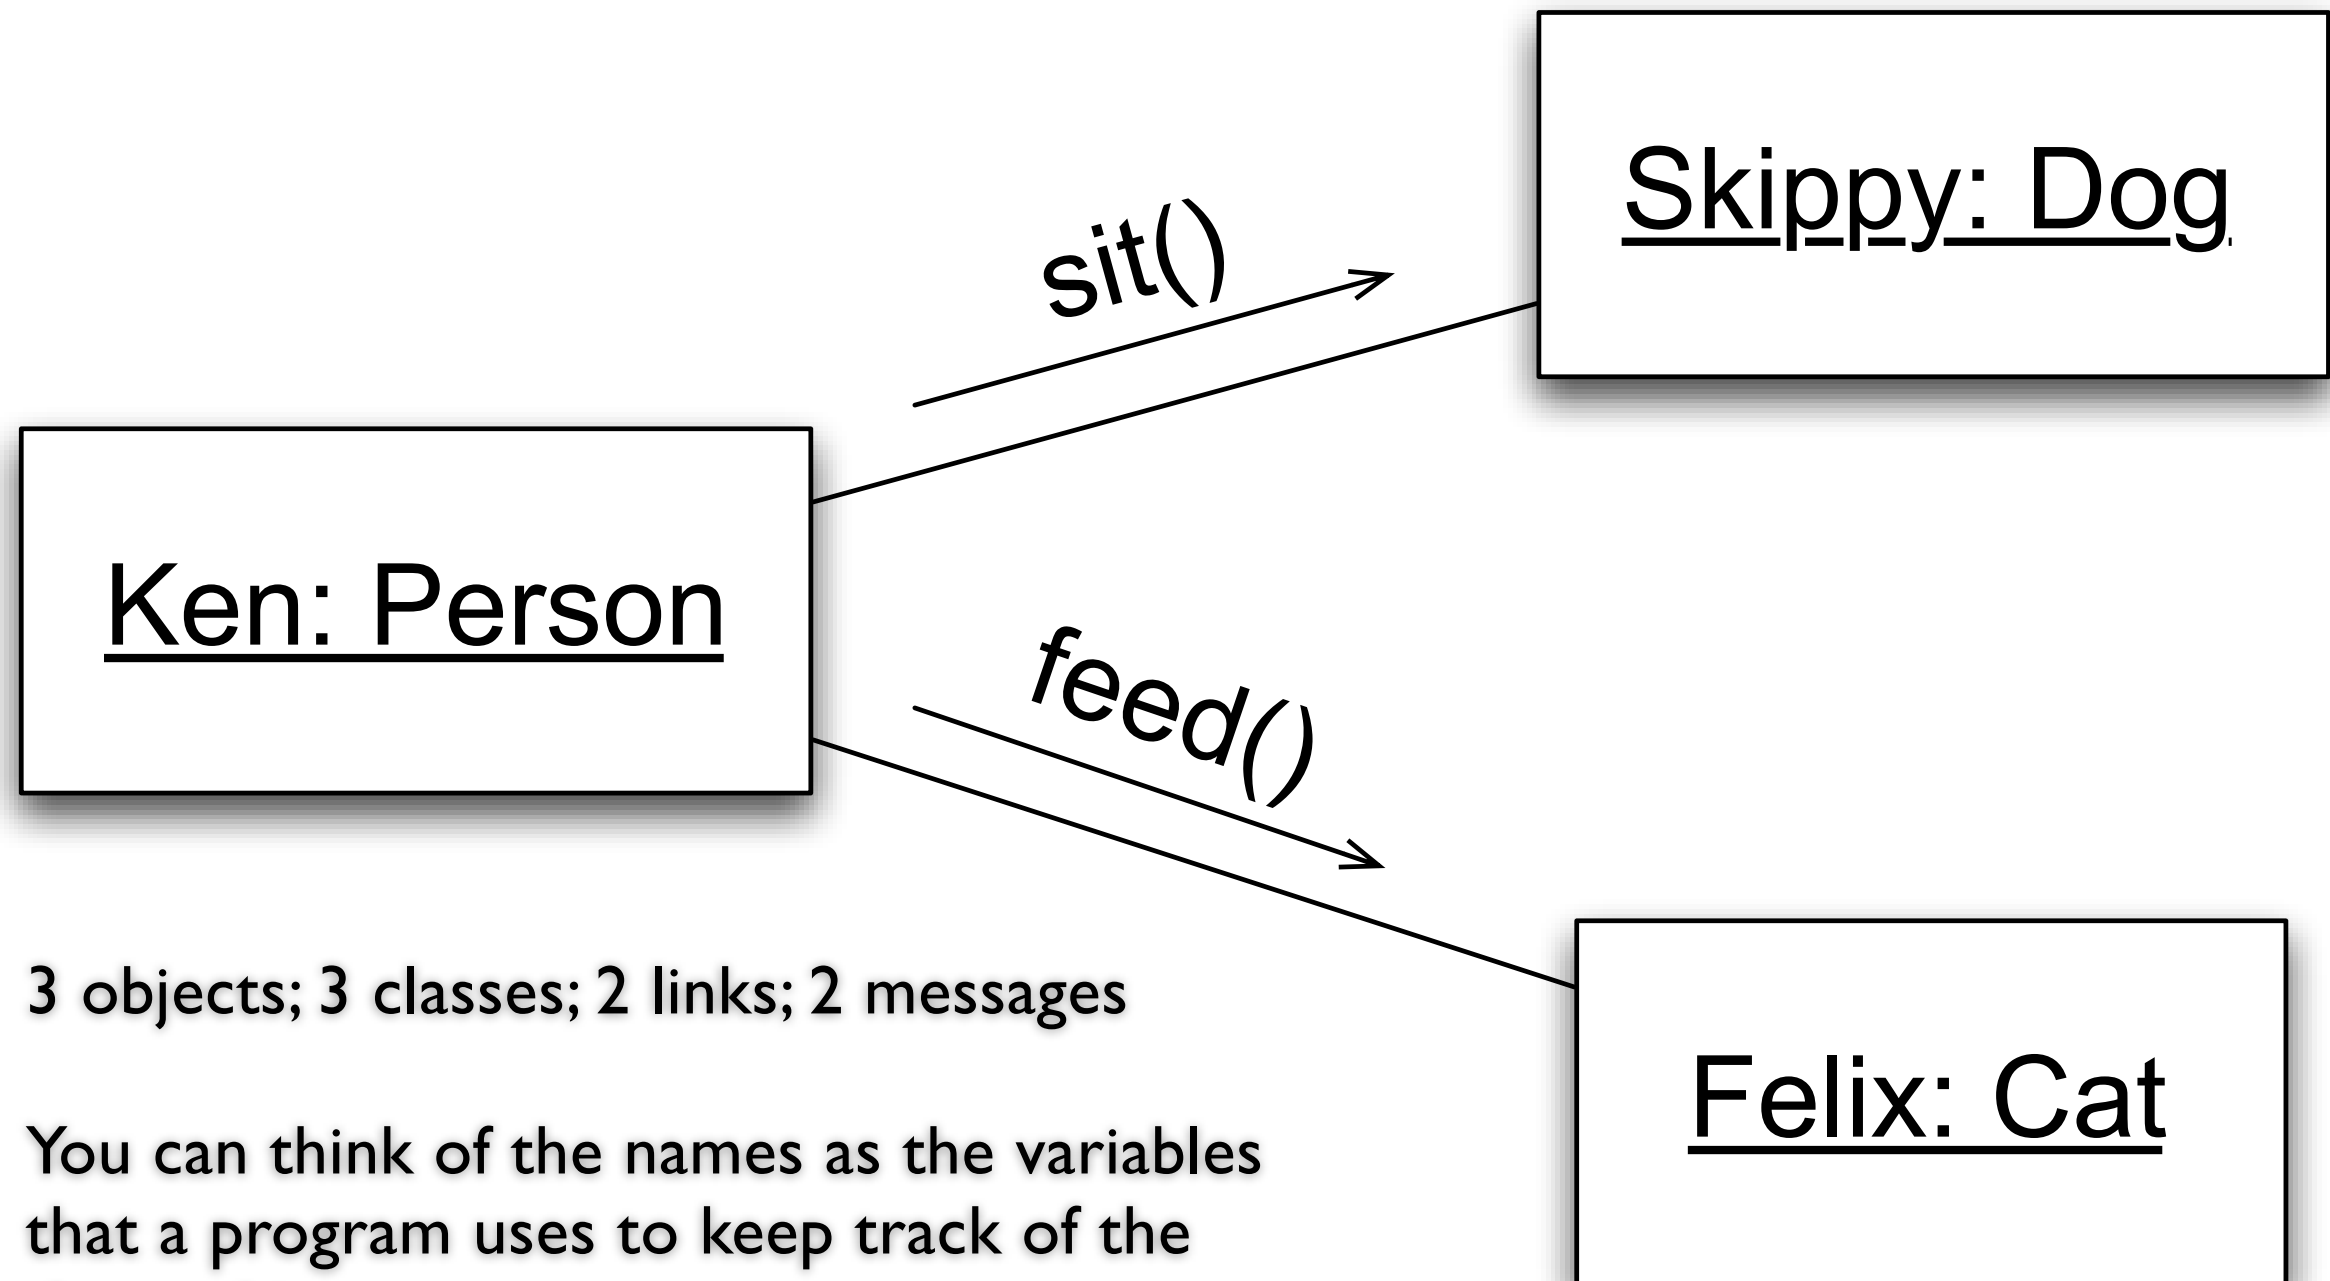 Skippy: Dog
sit()
Ken: Person
feed()
3 objects; 3 classes; 2 links; 2 messages
Felix: Cat
You can think of the names as the variables
that a program uses to keep track of the